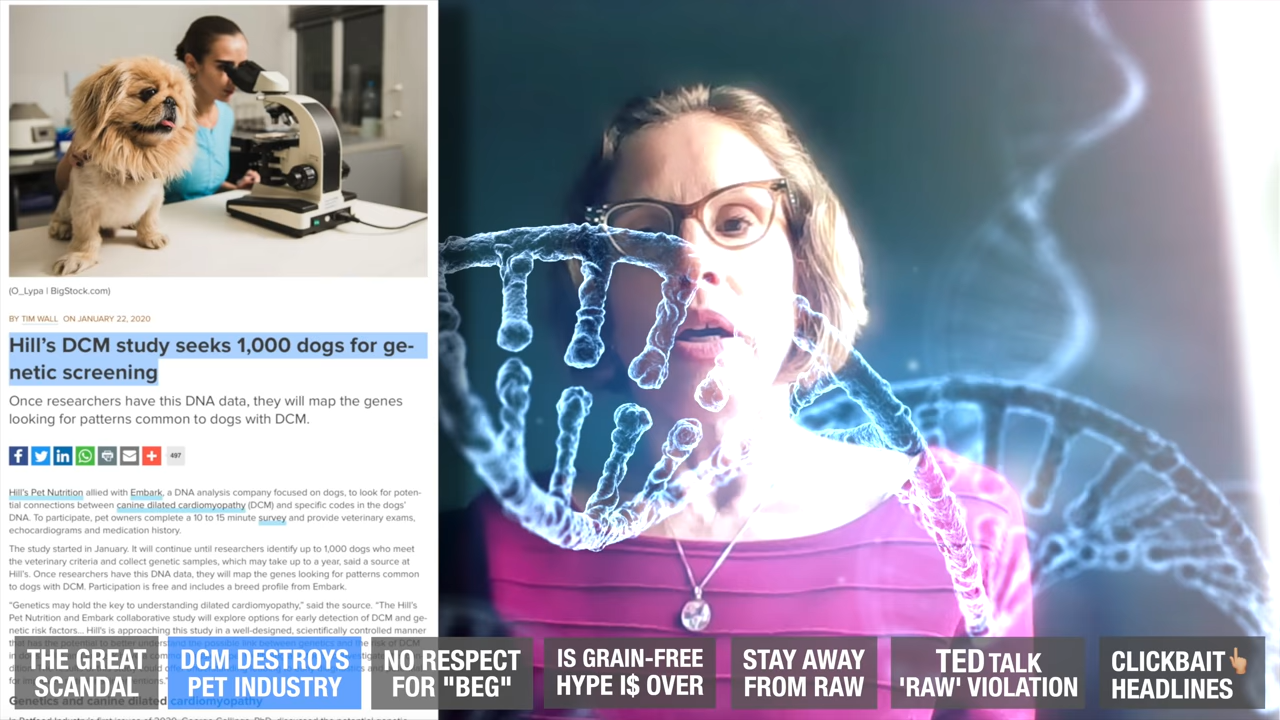 (O_Lypa | BigStock.com)
BY TIM WALL ON JANUARY 22, 2020
Hill's DCM study seeks 1,000 dogs for ge-
netic screening
Once researchers have this DNA data, they will map the genes
looking for patterns common to dogs with DCM.
497
Hill's Pet Nutrition allied with Embark, a DNA analysis company focused on dogs, to look for poten-
tial connections between canine dilated cardiomyopathy (DCM) and specific codes in the dogs'
DNA. To participate, pet owners complete a 10 to 15 minute survey and provide veterinary exams,
echocardiograms and medication history.
The study started in January. It will continue until researchers identify up to 1,000 dogs who meet
the veterinary criteria and collect genetic samples, which may take up to a year, said a source at
Hill's. Once researchers have this DNA data, they will map the genes looking for patterns common
to dogs with DCM. Participation is free and includes a breed profile from Embark.
"Genetics may hold the key to understanding dilated cardiomyopathy," said the source. "The Hill's
Pet Nutrition and Embark collaborative study will explore options for early detection of DCM and ge-
netic risk factors... Hill's is approaching this study in a well-designed, scientifically controlled manner
Genetics and canine dilated cardiomyopathy
THE GREAT
SCANDAL
DCM DESTROYS
PET INDUSTRY
NO RESPECT
FOR "BEG"
IS GRAIN-FREE
HYPE I$ OVER
STAY AWAY
FROM RAW
TED TALK
'RAW' VIOLATION
CLICKBAIT
HEADLINES